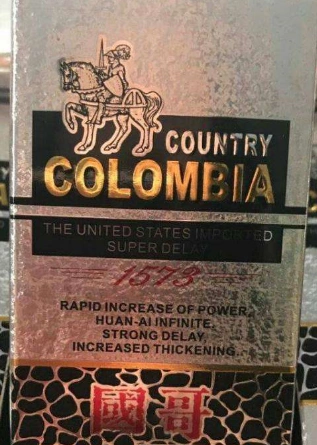 COUNTRY
COLOMBIA
THE UNITED STATES IMPORTED
SUPER DELAY
1573
RAPID INCREASE OF POWER,
HUAN-AI INFINITE,
STRONG DELAY,
INCREASED THICKENING..
國哥